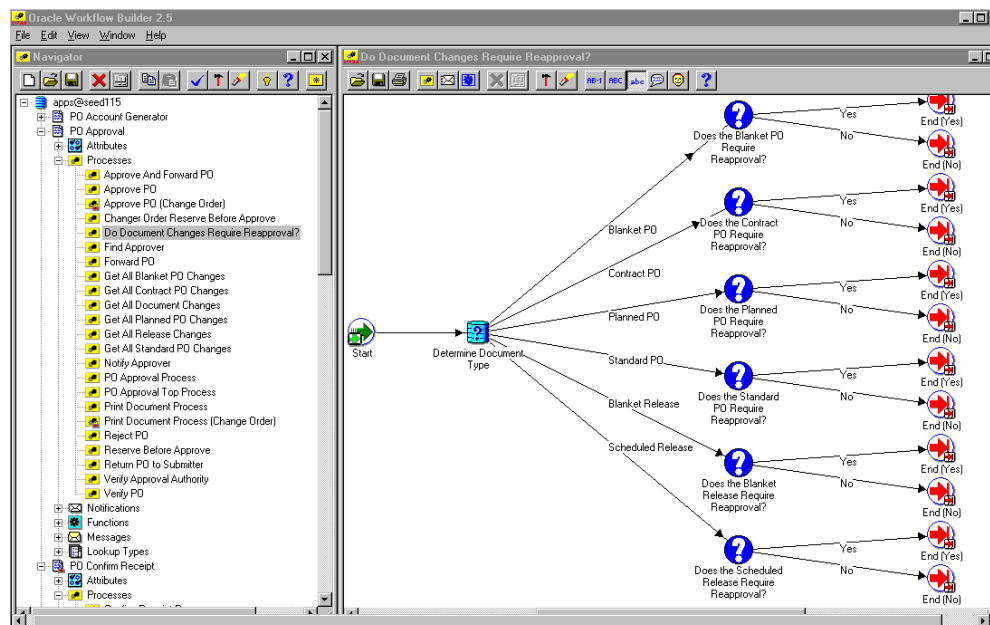 Oracle Workflow Builder 2.5
File Edit View Window Help
Navigator
apps@seed115
PO Account Generator
PO Approval
Attributes
Processes
Approve And Forward PO
Approve PO
Approve PO (Change Order)
Changer Order Reserve Before Approve
Do Document Changes Require Reapproval?
Find Approver
Forward PO
Get All Blanket PO Changes
Get All Contract PO Changes
Get All Document Changes
Get All Planned PO Changes
Get All Release Changes
Get All Standard PO Changes
Notify Approver
PO Approval Process
PO Approval Top Process
Print Document Process
Print Document Process (Change Order)
Reject PO
Reserve Before Approve
Return PO to Submitter
Verify Approval Authority
Verify PO
Notifications
Functions
Messages
Lookup Types
PO Confirm Receipt
Attributes
Processes
Do Document Changes Require Reapproval?
AB-1 ABC abc
Start
Determine Document
Type
Blanket PO
Contract PO
Planned PO
Standard PO
Blanket Release
Scheduled Release
Does the Blanket PO
Require
Reapproval?
Yes
End (Yes)
No
End (No)
Does the Contract
PO Require
Reapproval?
Yes
End (Yes)
No
End (No)
Does the Planned
PO Require
Reapproval?
Yes
End (Yes)
No
End (No)
Does the Standard
PO Require
Reapproval?
Yes
End (Yes)
No
End (No)
Does the Blanket
Release Require
Reapproval?
Yes
End (Yes)
No
End (No)
Does the Scheduled
Release Require
Reapproval?
Yes
End (Yes)
No
End (No)